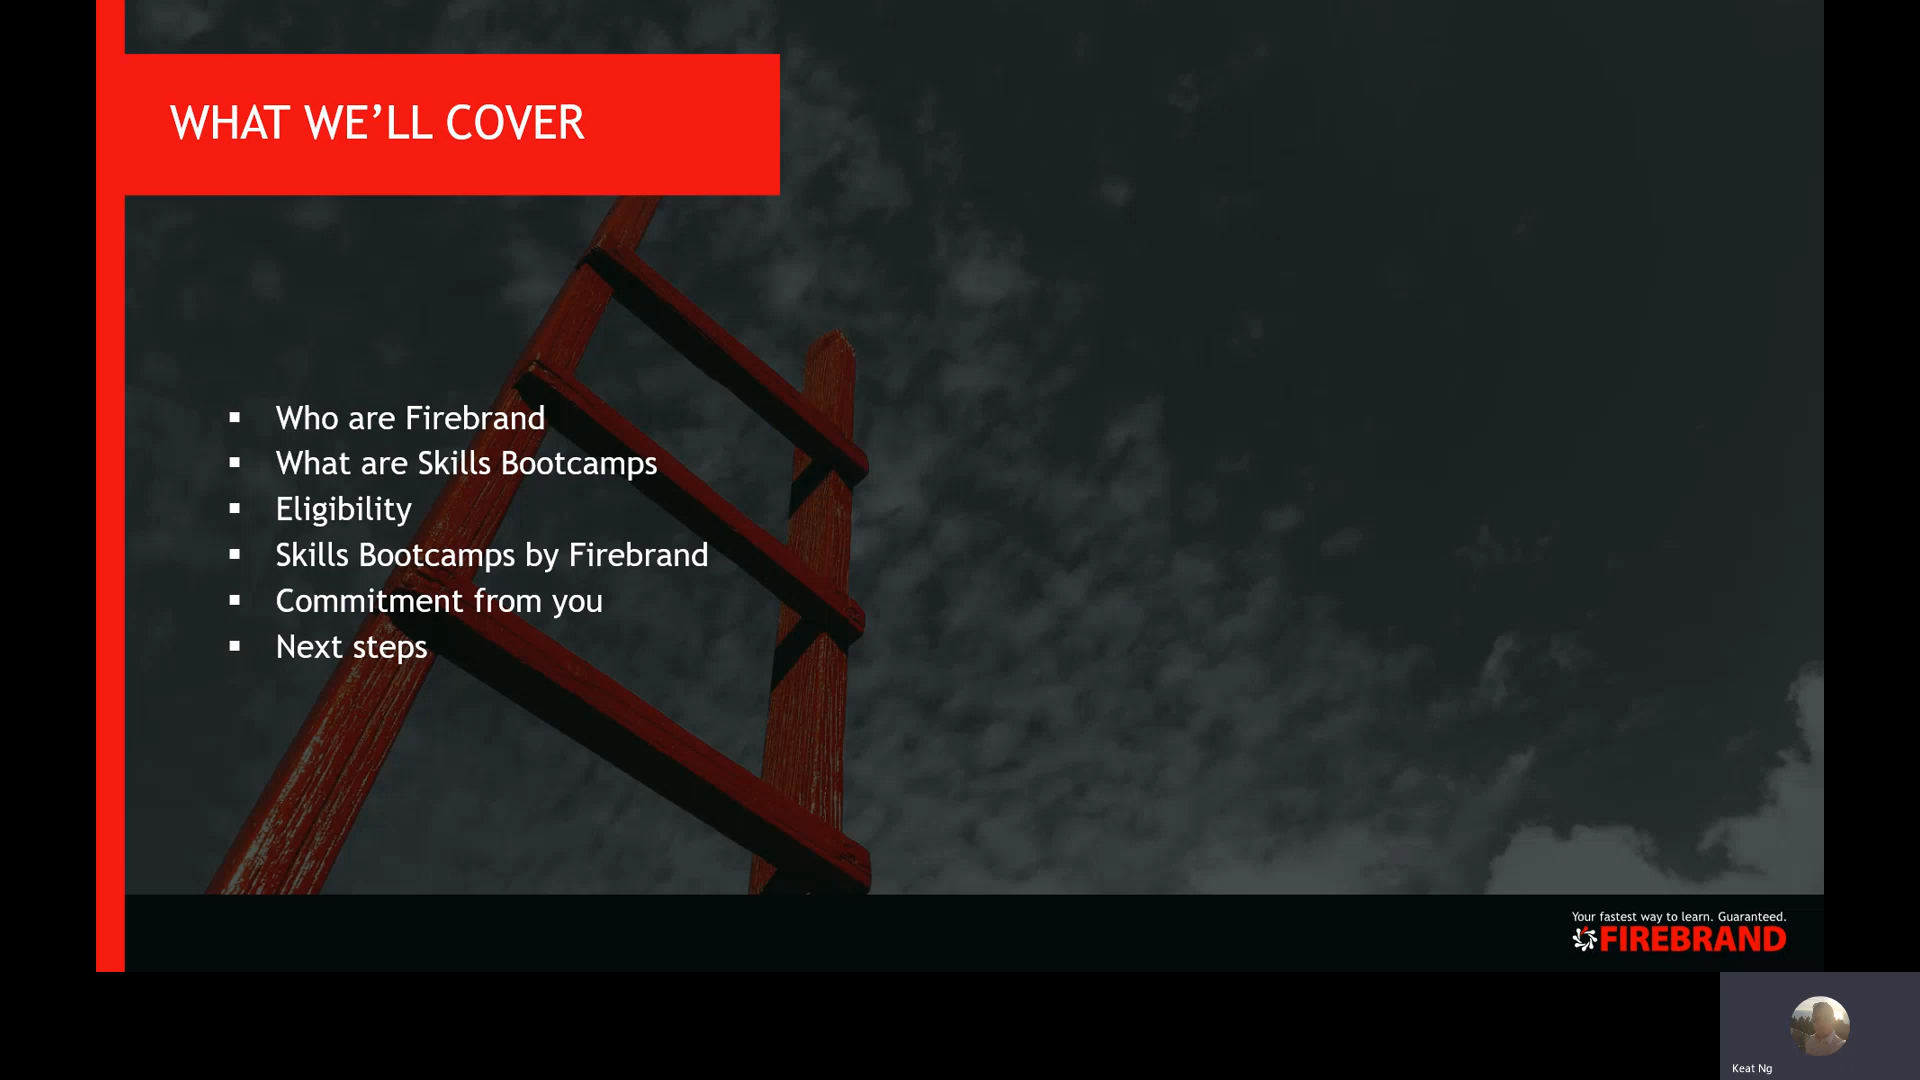 WHAT WE’LL COVER
▪ Who are Firebrand
▪ What are Skills Bootcamps
▪ Eligibility
▪ Skills Bootcamps by Firebrand
▪ Commitment from you
▪ Next steps
Your fastest way to learn. Guaranteed.
FIREBRAND
Keat Ng